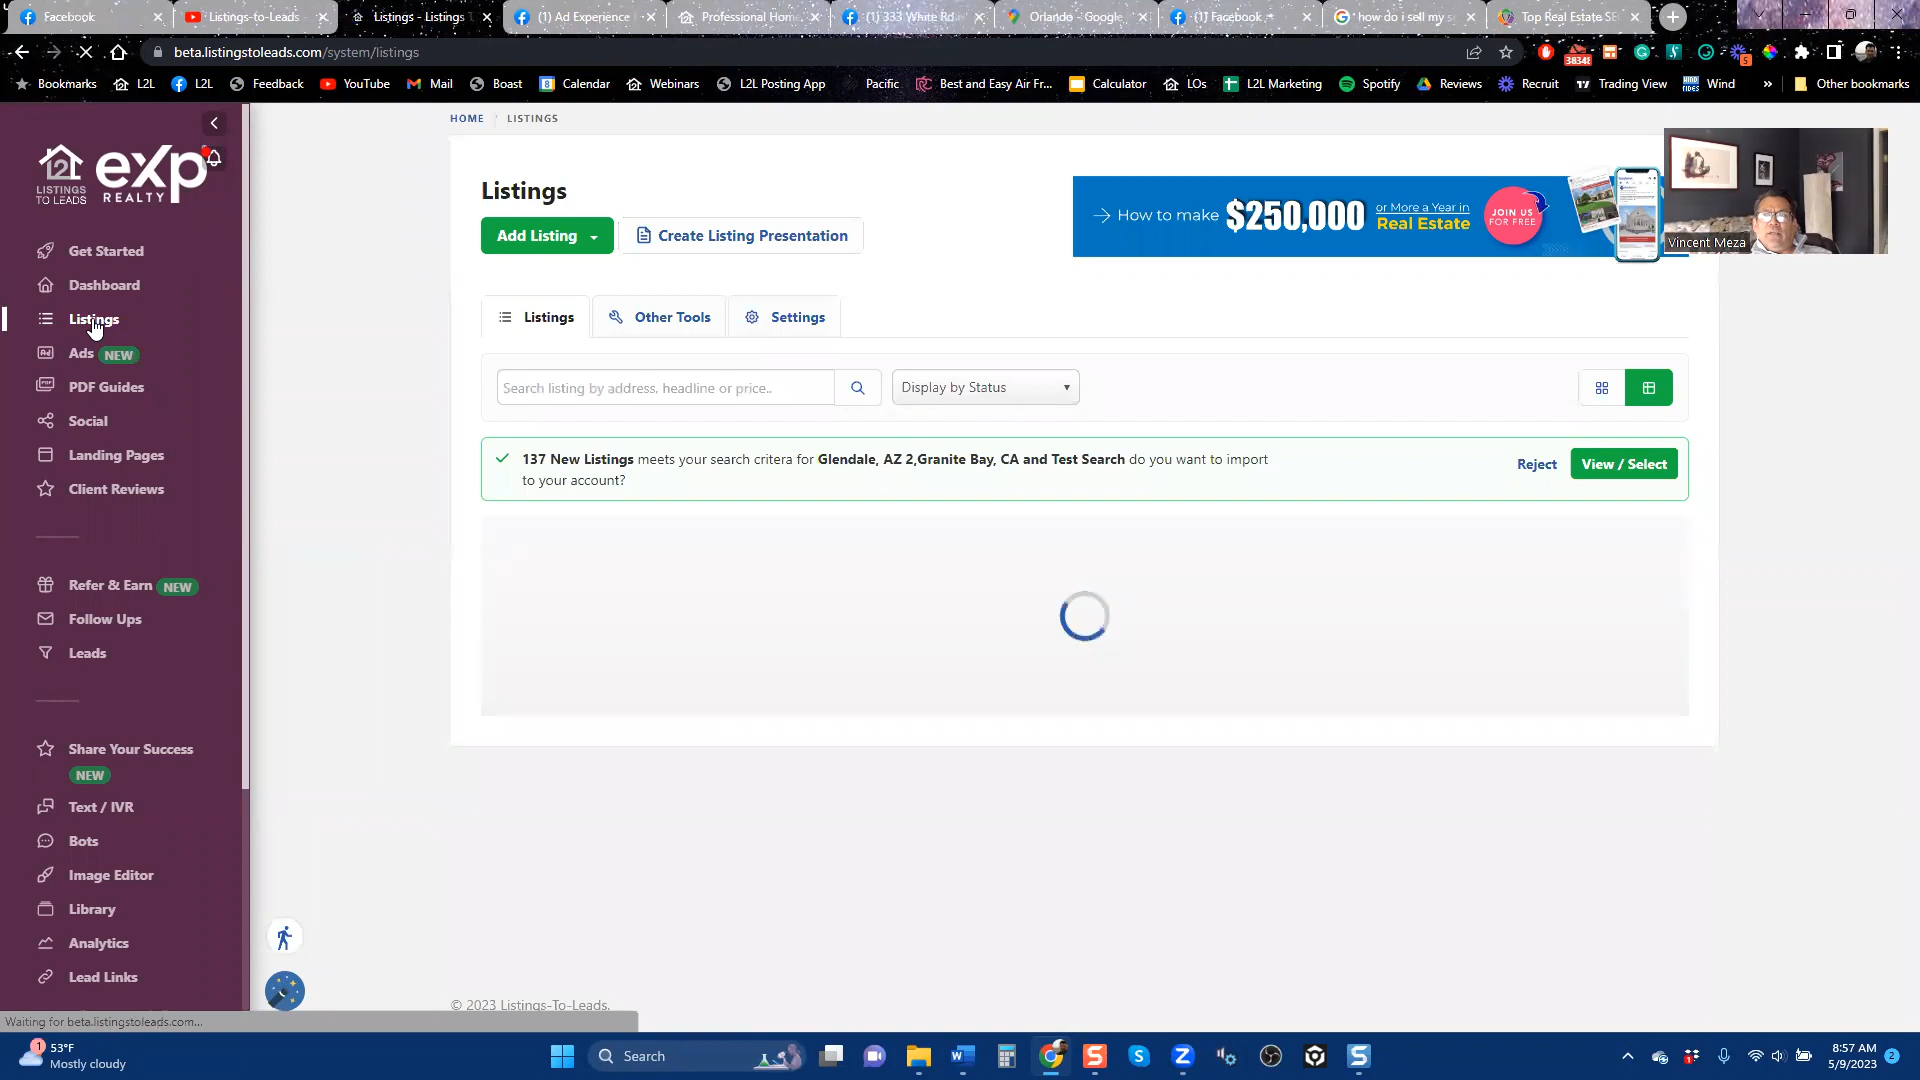 Facebook
Listings-to-Leads
Listings - Listings
(1) Ad Experience
Professional Hom
(1) 333 White Rd
Orlando - Google
(1) Facebook
how do i sell my s
Top Real Estate SE
beta.listingstoleads.com/system/listings
38348
5
Bookmarks
L2L
L2L
Feedback
YouTube
Mail
Boast
8
Calendar
Webinars
L2L Posting App
Pacific
Best and Easy Air Fr...
Calculator
LOs
L2L Marketing
Spotify
Reviews
Recruit
Trading View
Wind
»
Other bookmarks
12
LISTINGS
TO LEADS
eXp
REALTY
Get Started
Dashboard
Listings
Ads NEW
PDF Guides
Social
Landing Pages
Client Reviews
Refer & Earn NEW
Follow Ups
Leads
Share Your Success
NEW
Text / IVR
Bots
Image Editor
Library
Analytics
Lead Links
HOME LISTINGS
Listings
Add Listing
Create Listing Presentation
How to make $250,000 or More a Year in
Real Estate
JOIN US
FOR FREE
Vincent Meza
Listings
Other Tools
Settings
Search listing by address, headline or price..
Display by Status
137 New Listings meets your search critera for Glendale, AZ 2,Granite Bay, CA and Test Search do you want to import
to your account?
Reject
View / Select
© 2023 Listings-To-Leads.
Waiting for beta.listingstoleads.com...
1
53°F
Mostly cloudy
Search
8:57 AM
5/9/2023
2